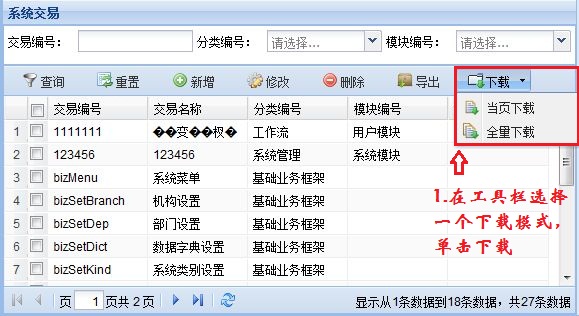 系统交易
交易编号： 分类编号： 请选择... 模块编号： 请选择...
查询 重置 新增 修改 删除 导出 下载
当页下载
全量下载
交易编号 交易名称 分类编号 模块编号
1 1111111 ��变��权� 工作流 用户模块
2 123456 123456 系统管理 系统模块
3 bizMenu 系统菜单 基础业务框架
4 bizSetBranch 机构设置 基础业务框架
5 bizSetDep 部门设置 基础业务框架
6 bizSetDict 数据字典设置 基础业务框架
7 bizSetKind 系统类别设置 基础业务框架
1.在工具栏选择
一个下载模式，
单击下载
页 1 页共 2 页 显示从1条数据到18条数据，共27条数据